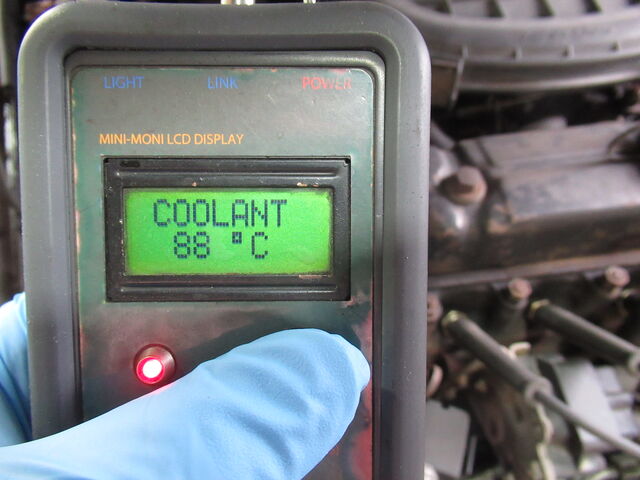 LIGHT LINK POWER
MINI-MONI LCD DISPLAY
COOLANT
88 °C